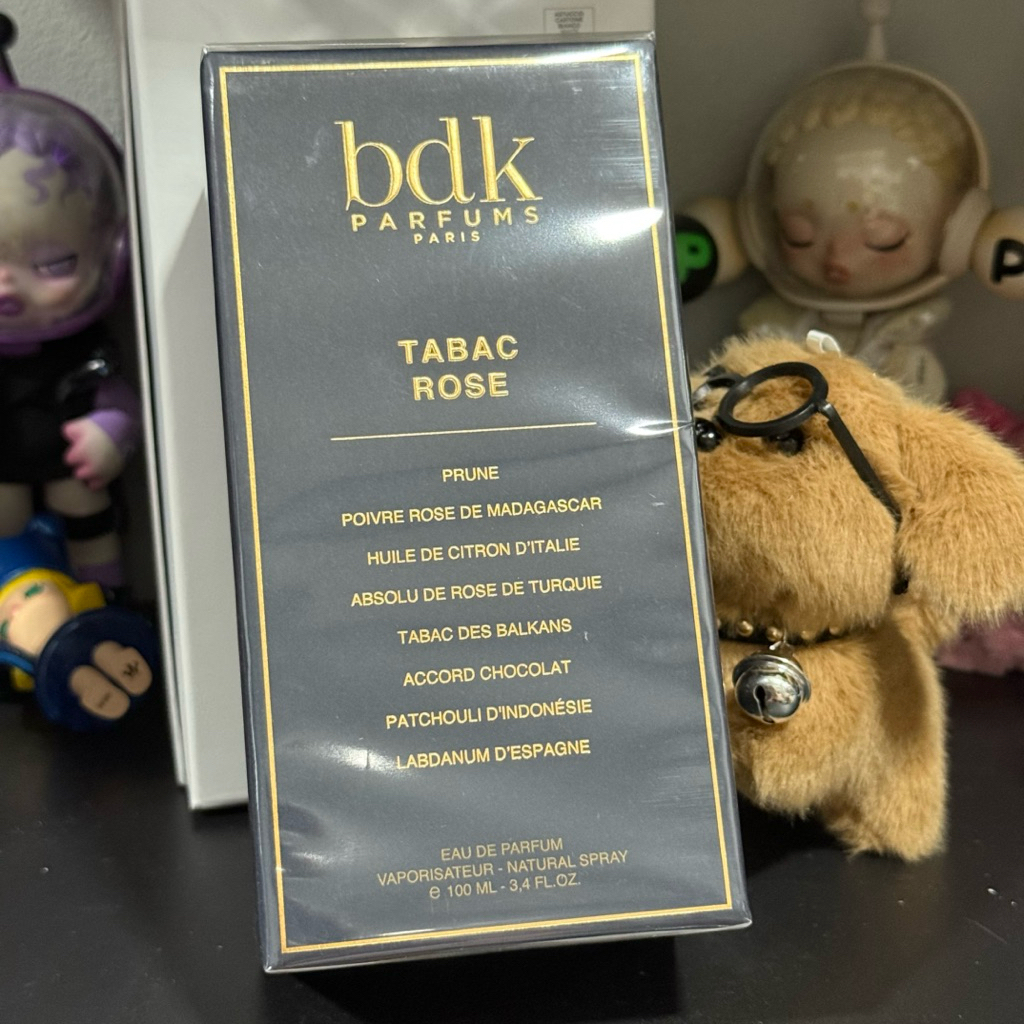 bdk
PARFUMS
PARIS
TABAC
ROSE
PRUNE
POIVRE ROSE DE MADAGASCAR
HUILE DE CITRON D'ITALIE
ABSOLU DE ROSE DE TURQUIE
TABAC DES BALKANS
ACCORD CHOCOLAT
PATCHOULI D'INDONÉSIE
LABDANUM D'ESPAGNE
EAU DE PARFUM
VAPORISATEUR - NATURAL SPRAY
℮ 100 ML - 3,4 FL.OZ.
P
P